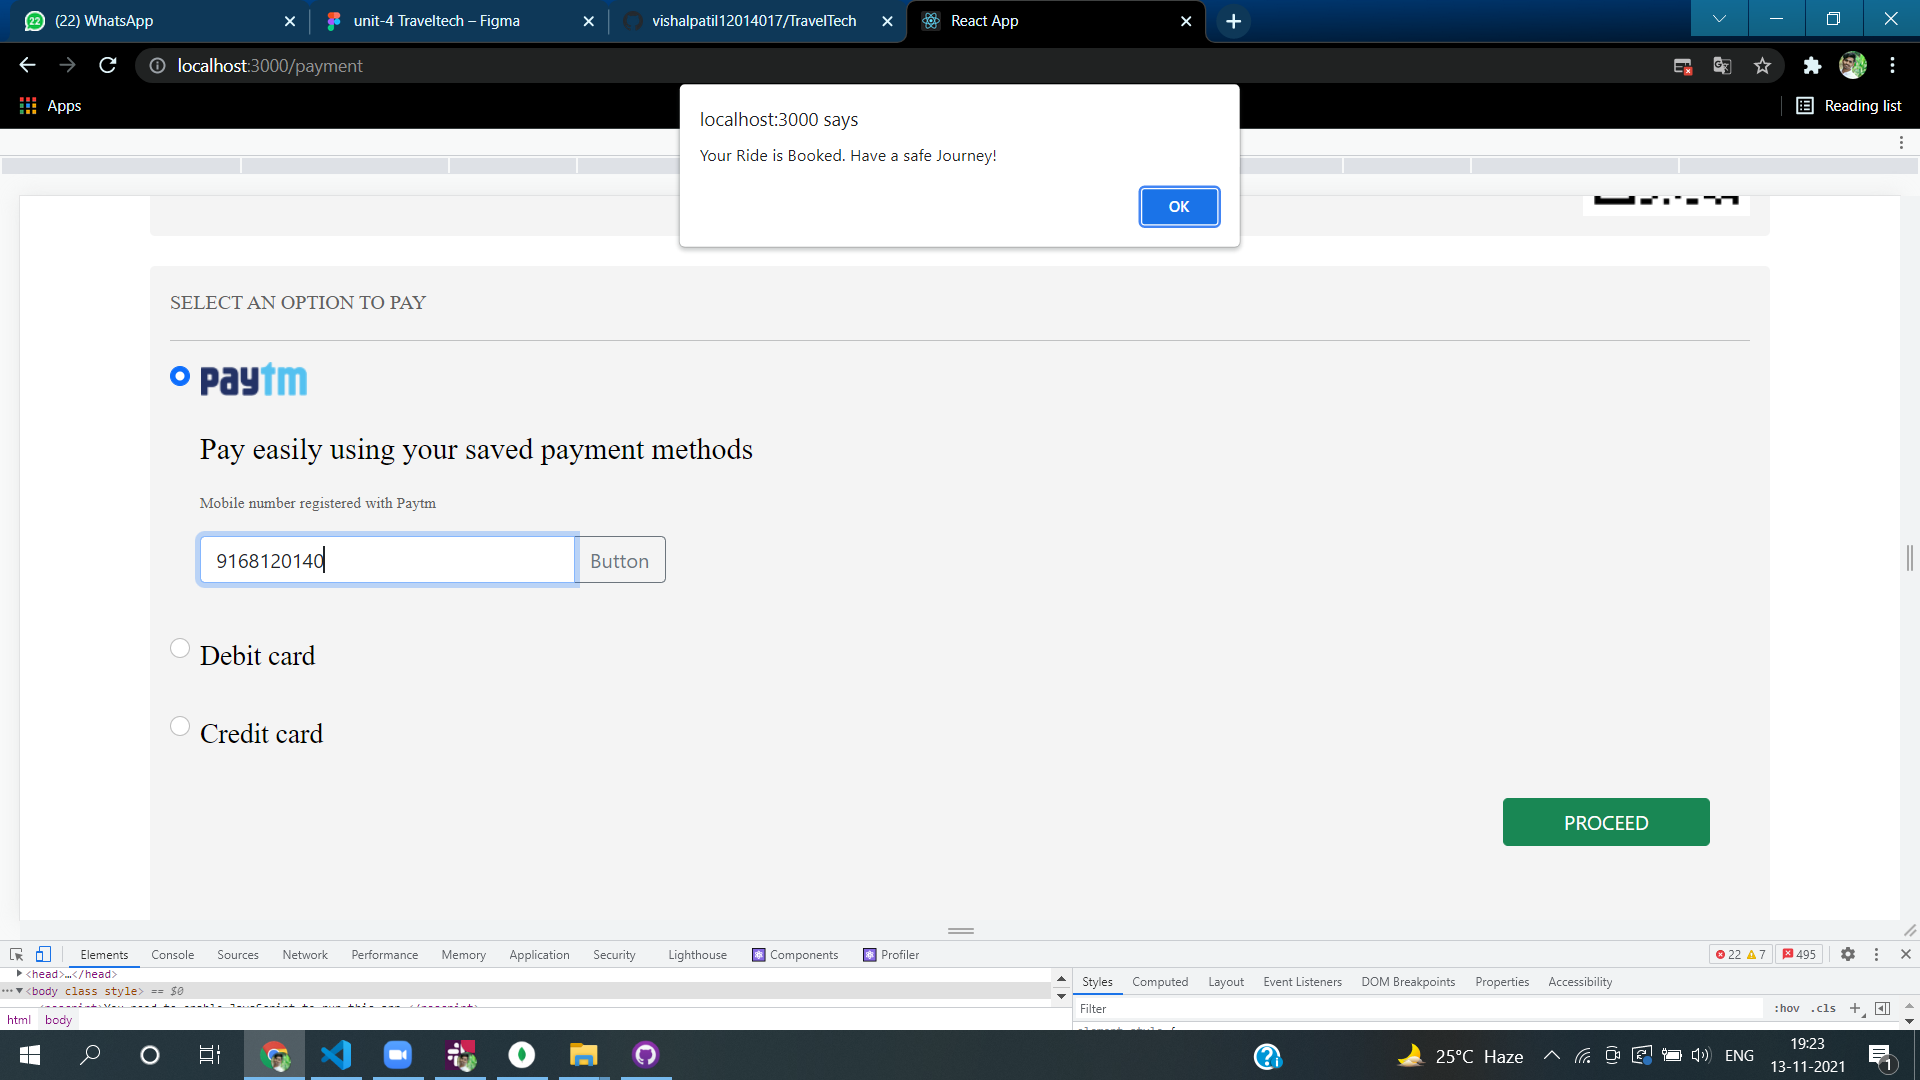 22 (22) WhatsApp
unit-4 Traveltech – Figma
vishalpatil12014017/TravelTech
React App
localhost:3000/payment
Apps
Reading list
localhost:3000 says
Your Ride is Booked. Have a safe Journey!
OK
SELECT AN OPTION TO PAY
paytm
Pay easily using your saved payment methods
Mobile number registered with Paytm
9168120140 Button
Debit card
Credit card
PROCEED
Elements Console Sources Network Performance Memory Application Security Lighthouse Components Profiler 22 7 495
<head>…</head>
<body class style> == $0
html body
Styles Computed Layout Event Listeners DOM Breakpoints Properties Accessibility
Filter :hov .cls
25°C Haze ENG
19:23
13-11-2021
1